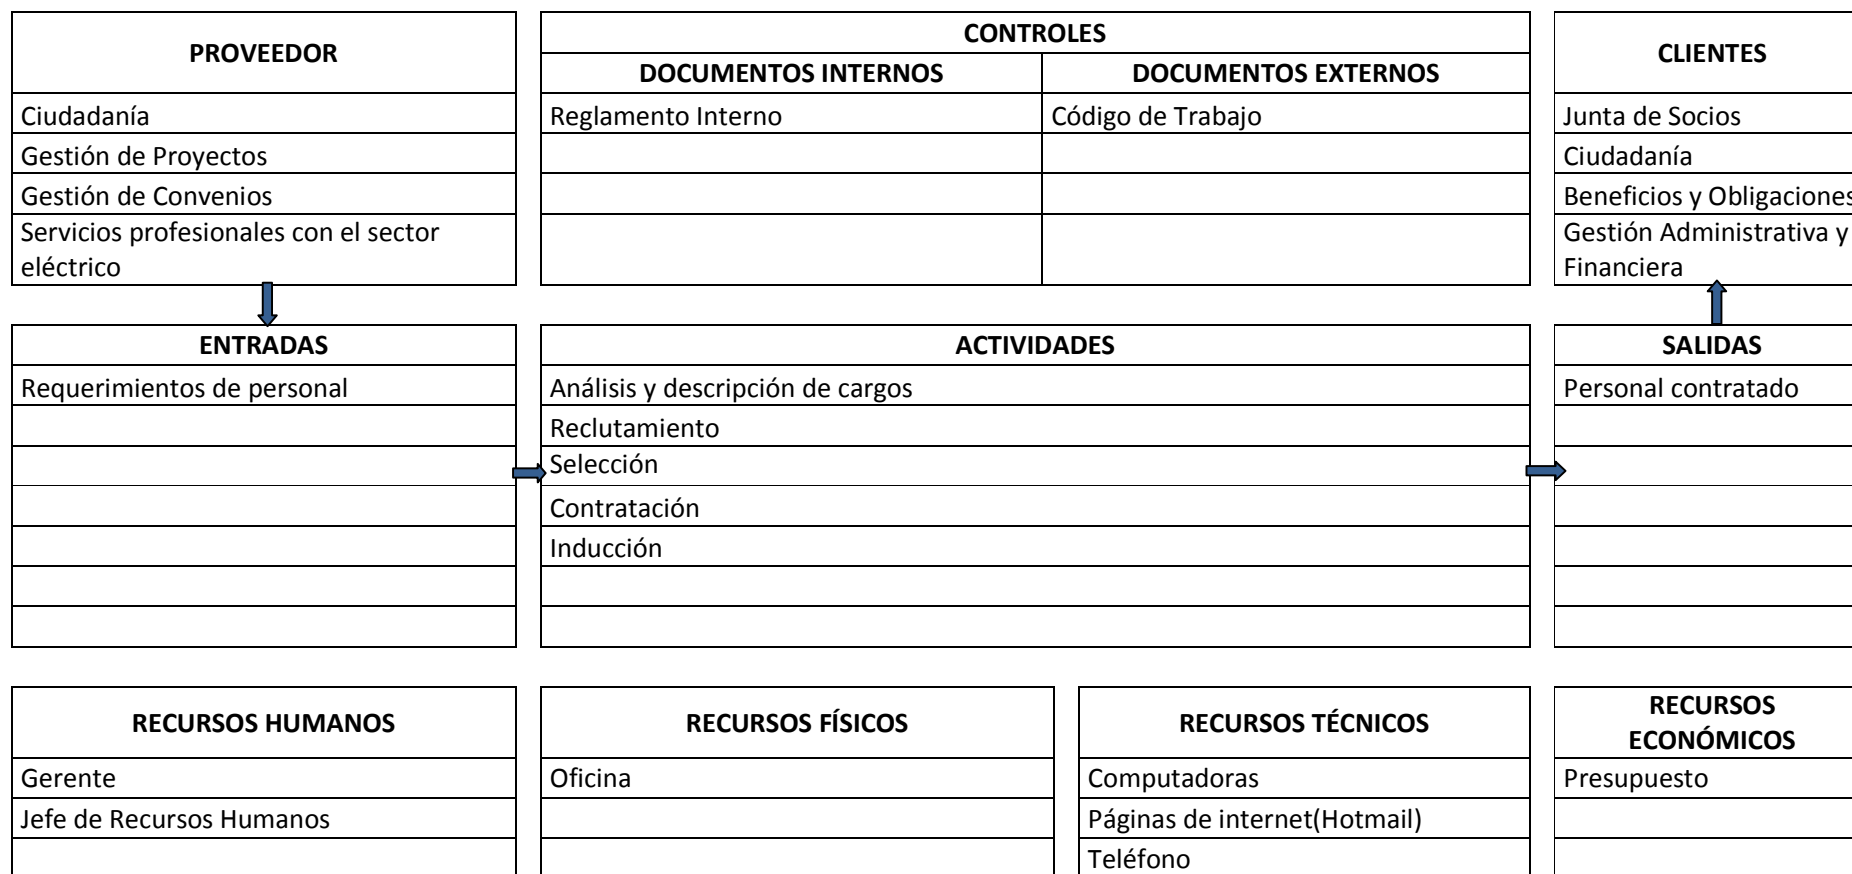 PROVEEDOR
Ciudadanía
Gestión de Proyectos
Gestión de Convenios
Servicios profesionales con el sector
eléctrico
CONTROLES
DOCUMENTOS INTERNOS
DOCUMENTOS EXTERNOS
Reglamento Interno
Código de Trabajo
CLIENTES
Junta de Socios
Ciudadanía
Beneficios y Obligaciones
Gestión Administrativa y
Financiera
ENTRADAS
Requerimientos de personal
ACTIVIDADES
Análisis y descripción de cargos
Reclutamiento
Selección
Contratación
Inducción
SALIDAS
Personal contratado
RECURSOS HUMANOS
Gerente
Jefe de Recursos Humanos
RECURSOS FÍSICOS
Oficina
RECURSOS TÉCNICOS
Computadoras
Páginas de internet(Hotmail)
Teléfono
RECURSOS
ECONÓMICOS
Presupuesto